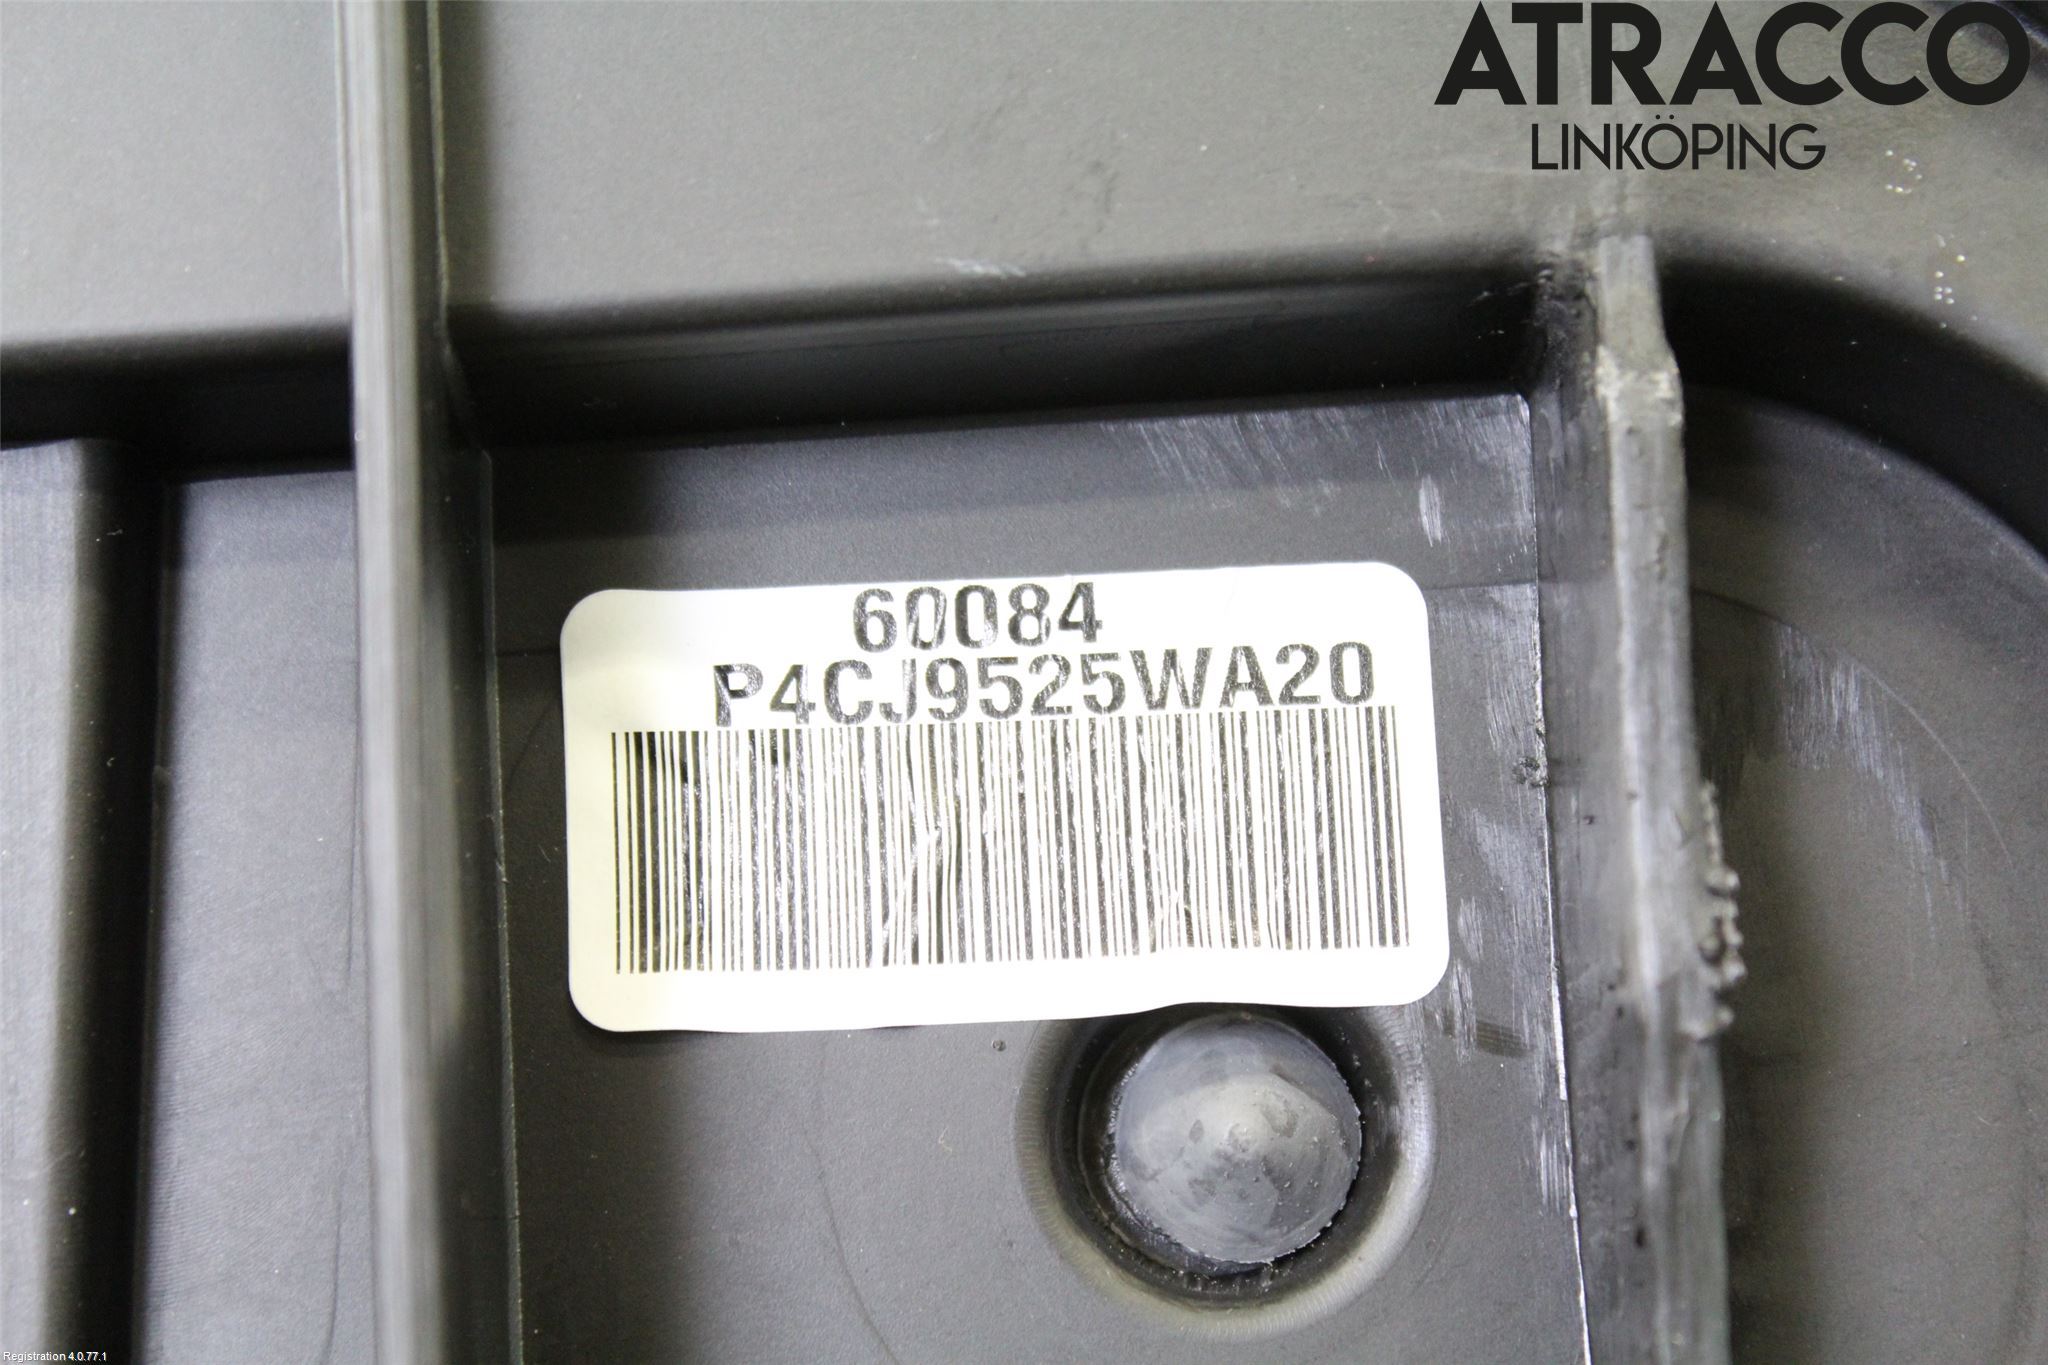 ATRACCO
LINKÖPING
60084
P4CJ9525WA20
Registration 4.0.77.1